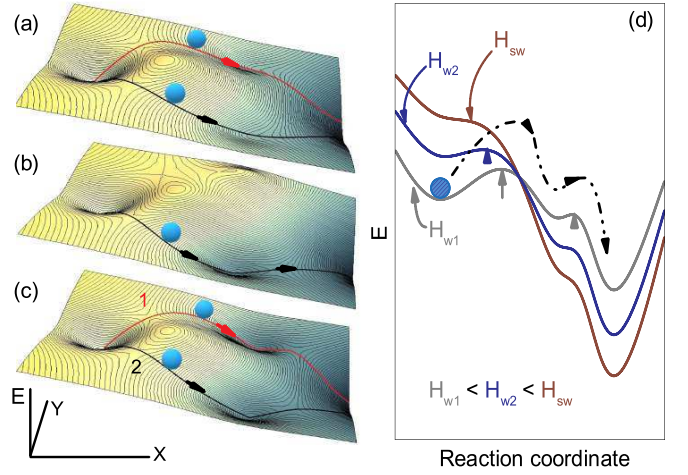 (a)
(b)
(c)
1
2
E
Y
X
(d)
H_sw
H_w2
H_w1
E
H_w1 < H_w2 < H_sw
Reaction coordinate